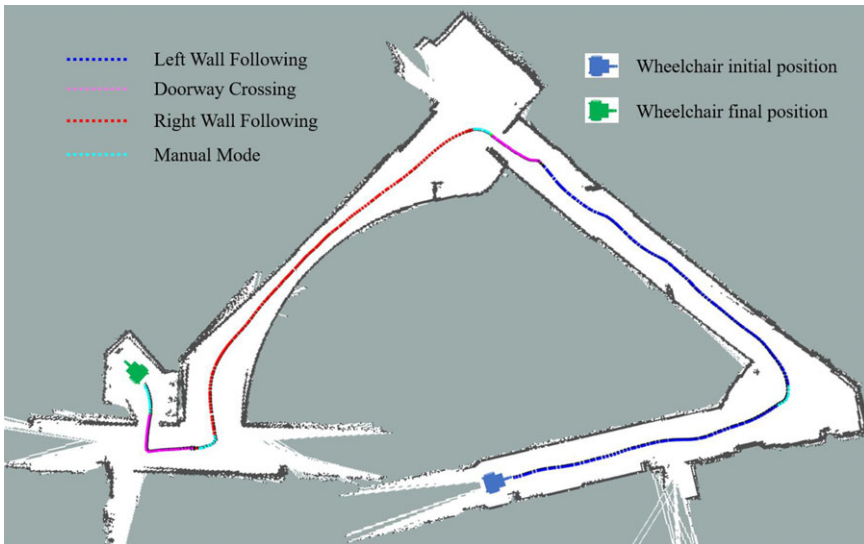 Left Wall Following
Doorway Crossing
Right Wall Following
Manual Mode
Wheelchair initial position
Wheelchair final position